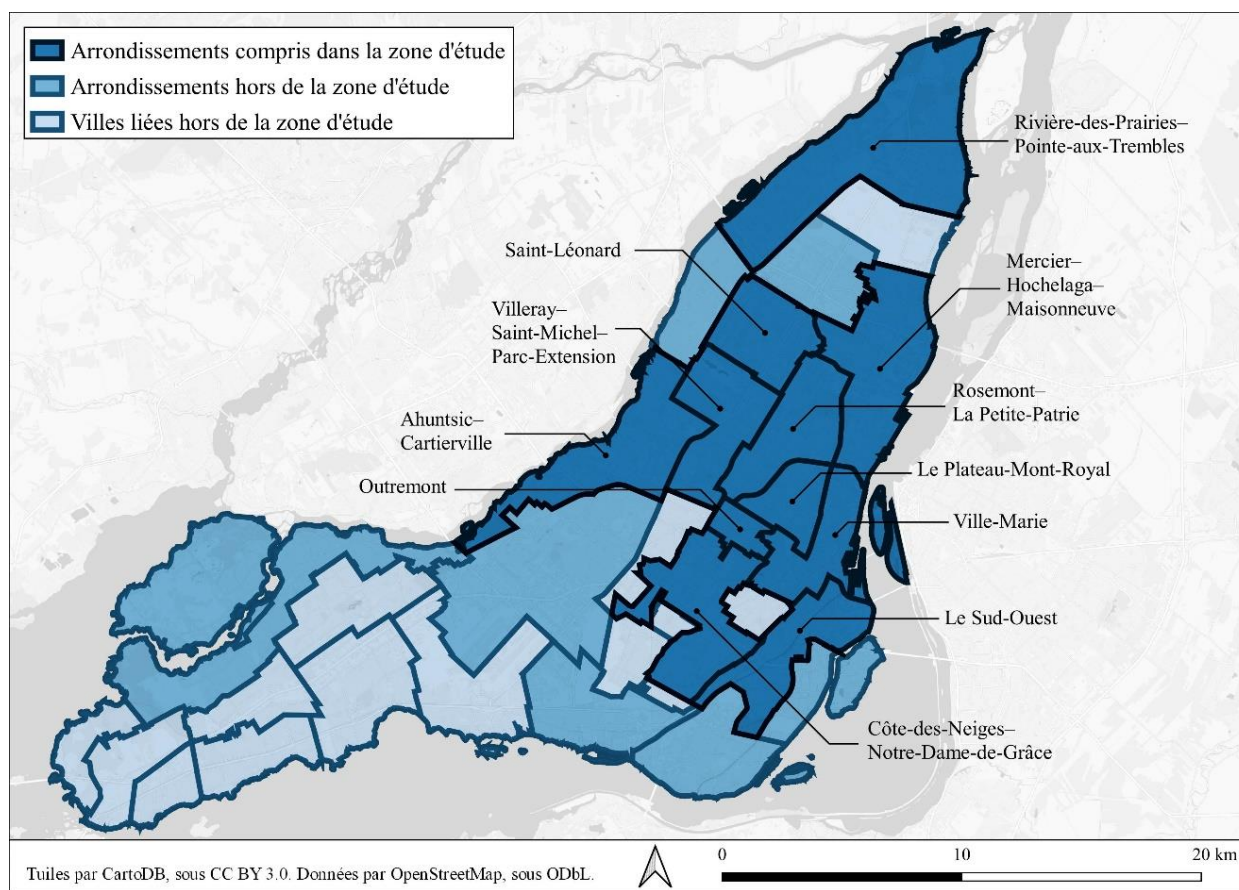 Arrondissements compris dans la zone d'étude
Arrondissements hors de la zone d'étude
Villes liées hors de la zone d'étude
Rivière-des-Prairies–
Pointe-aux-Trembles
Saint-Léonard
Mercier–
Hochelaga–
Maisonneuve
Villeray–
Saint-Michel–
Parc-Extension
Rosemont–
La Petite-Patrie
Ahuntsic–
Cartierville
Le Plateau-Mont-Royal
Outremont
Ville-Marie
Le Sud-Ouest
Côte-des-Neiges–
Notre-Dame-de-Grâce
0 10 20 km
Tuiles par CartoDB, sous CC BY 3.0. Données par OpenStreetMap, sous ODbL.